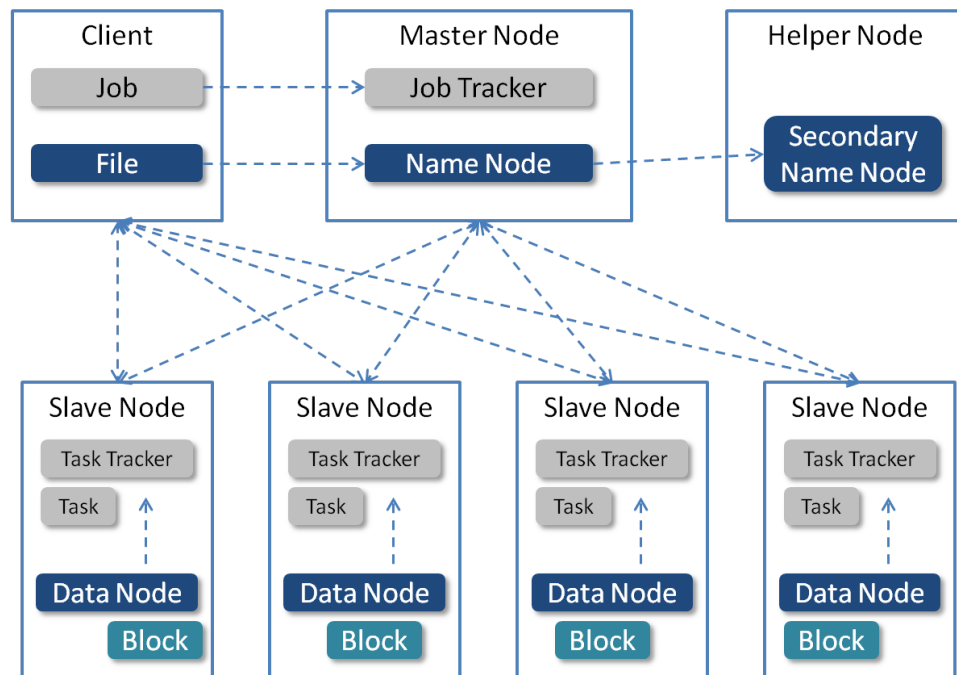 Client
Master Node
Helper Node
Job
Job Tracker
File
Name Node
Secondary
Name Node
Slave Node
Slave Node
Slave Node
Slave Node
Task Tracker
Task Tracker
Task Tracker
Task Tracker
Task
Task
Task
Task
Data Node
Data Node
Data Node
Data Node
Block
Block
Block
Block